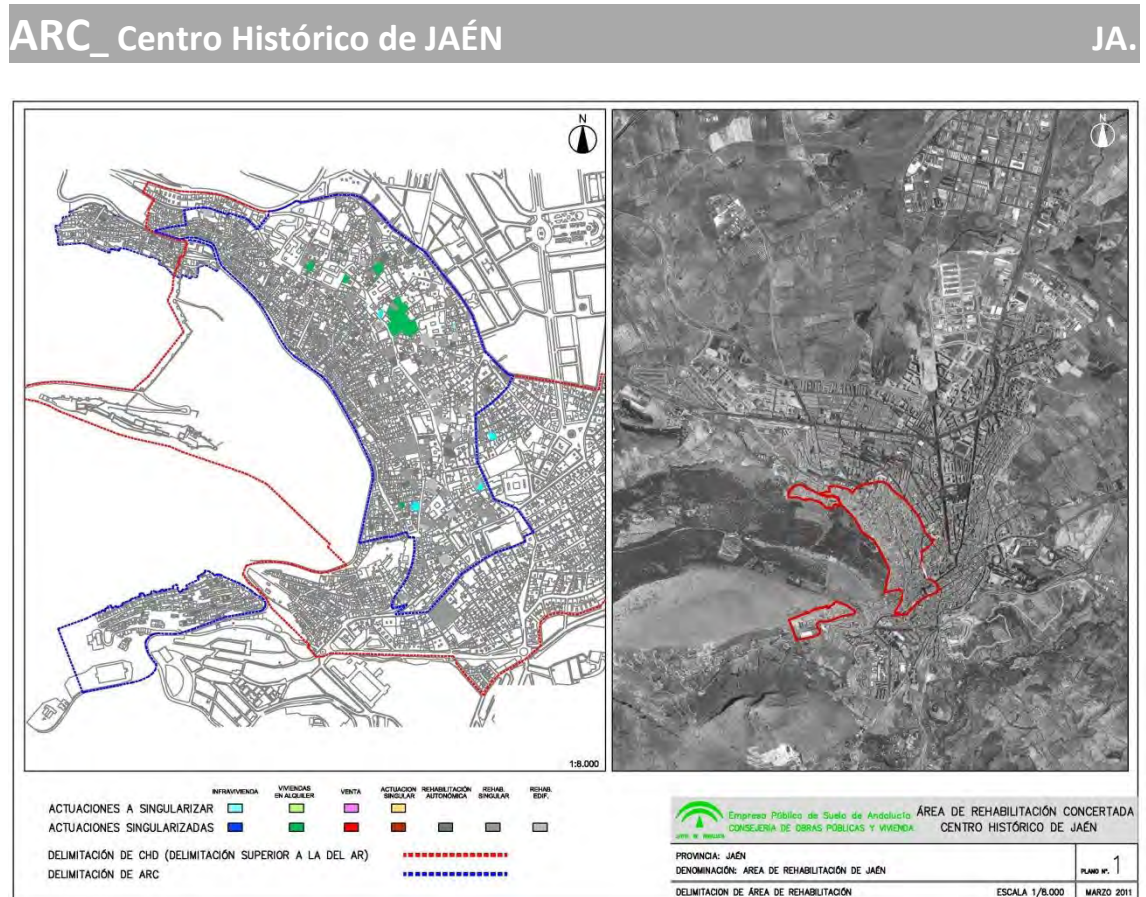 ARC_ Centro Histórico de JAÉN JA.
N
N
1:8.000
INFRAVIVIENDA VIVIENDAS EN ALQUILER VENTA ACTUACION SINGULAR REHABILITACIÓN AUTONÓMICA REHAB. SINGULAR REHAB. EDIF.
ACTUACIONES A SINGULARIZAR
ACTUACIONES SINGULARIZADAS
DELIMITACIÓN DE CHD (DELIMITACIÓN SUPERIOR A LA DEL AR)
DELIMITACIÓN DE ARC
Empresa Pública de Suelo de Andalucía
CONSEJERIA DE OBRAS PÚBLICAS Y VIVIENDA
ÁREA DE REHABILITACIÓN CONCERTADA
CENTRO HISTÓRICO DE JAÉN
PROVINCIA: JAÉN
DENOMINACIÓN: AREA DE REHABILITACIÓN DE JAÉN
PLANO Nº. 1
DELIMITACION DE ÁREA DE REHABILITACIÓN ESCALA 1/8.000 MARZO 2011